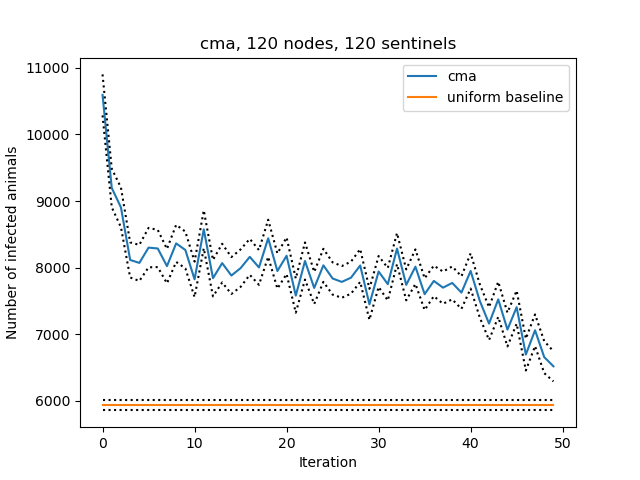 cma, 120 nodes, 120 sentinels
cma
uniform baseline
Number of infected animals
11000
10000
9000
8000
7000
6000
0
10
20
30
40
50
Iteration